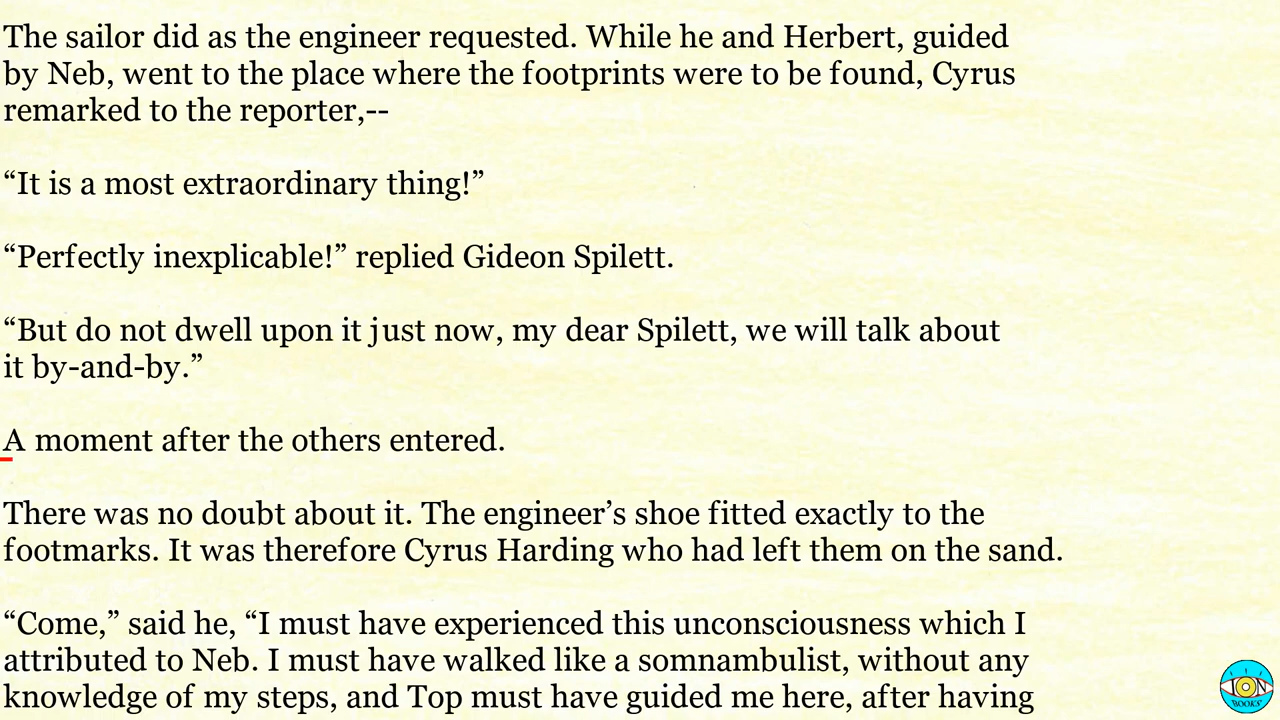 The sailor did as the engineer requested. While he and Herbert, guided
by Neb, went to the place where the footprints were to be found, Cyrus
remarked to the reporter,--
“It is a most extraordinary thing!”
“Perfectly inexplicable!” replied Gideon Spilett.
“But do not dwell upon it just now, my dear Spilett, we will talk about
it by-and-by.”
A moment after the others entered.
There was no doubt about it. The engineer’s shoe fitted exactly to the
footmarks. It was therefore Cyrus Harding who had left them on the sand.
“Come,” said he, “I must have experienced this unconsciousness which I
attributed to Neb. I must have walked like a somnambulist, without any
knowledge of my steps, and Top must have guided me here, after having
ION
BOOKS